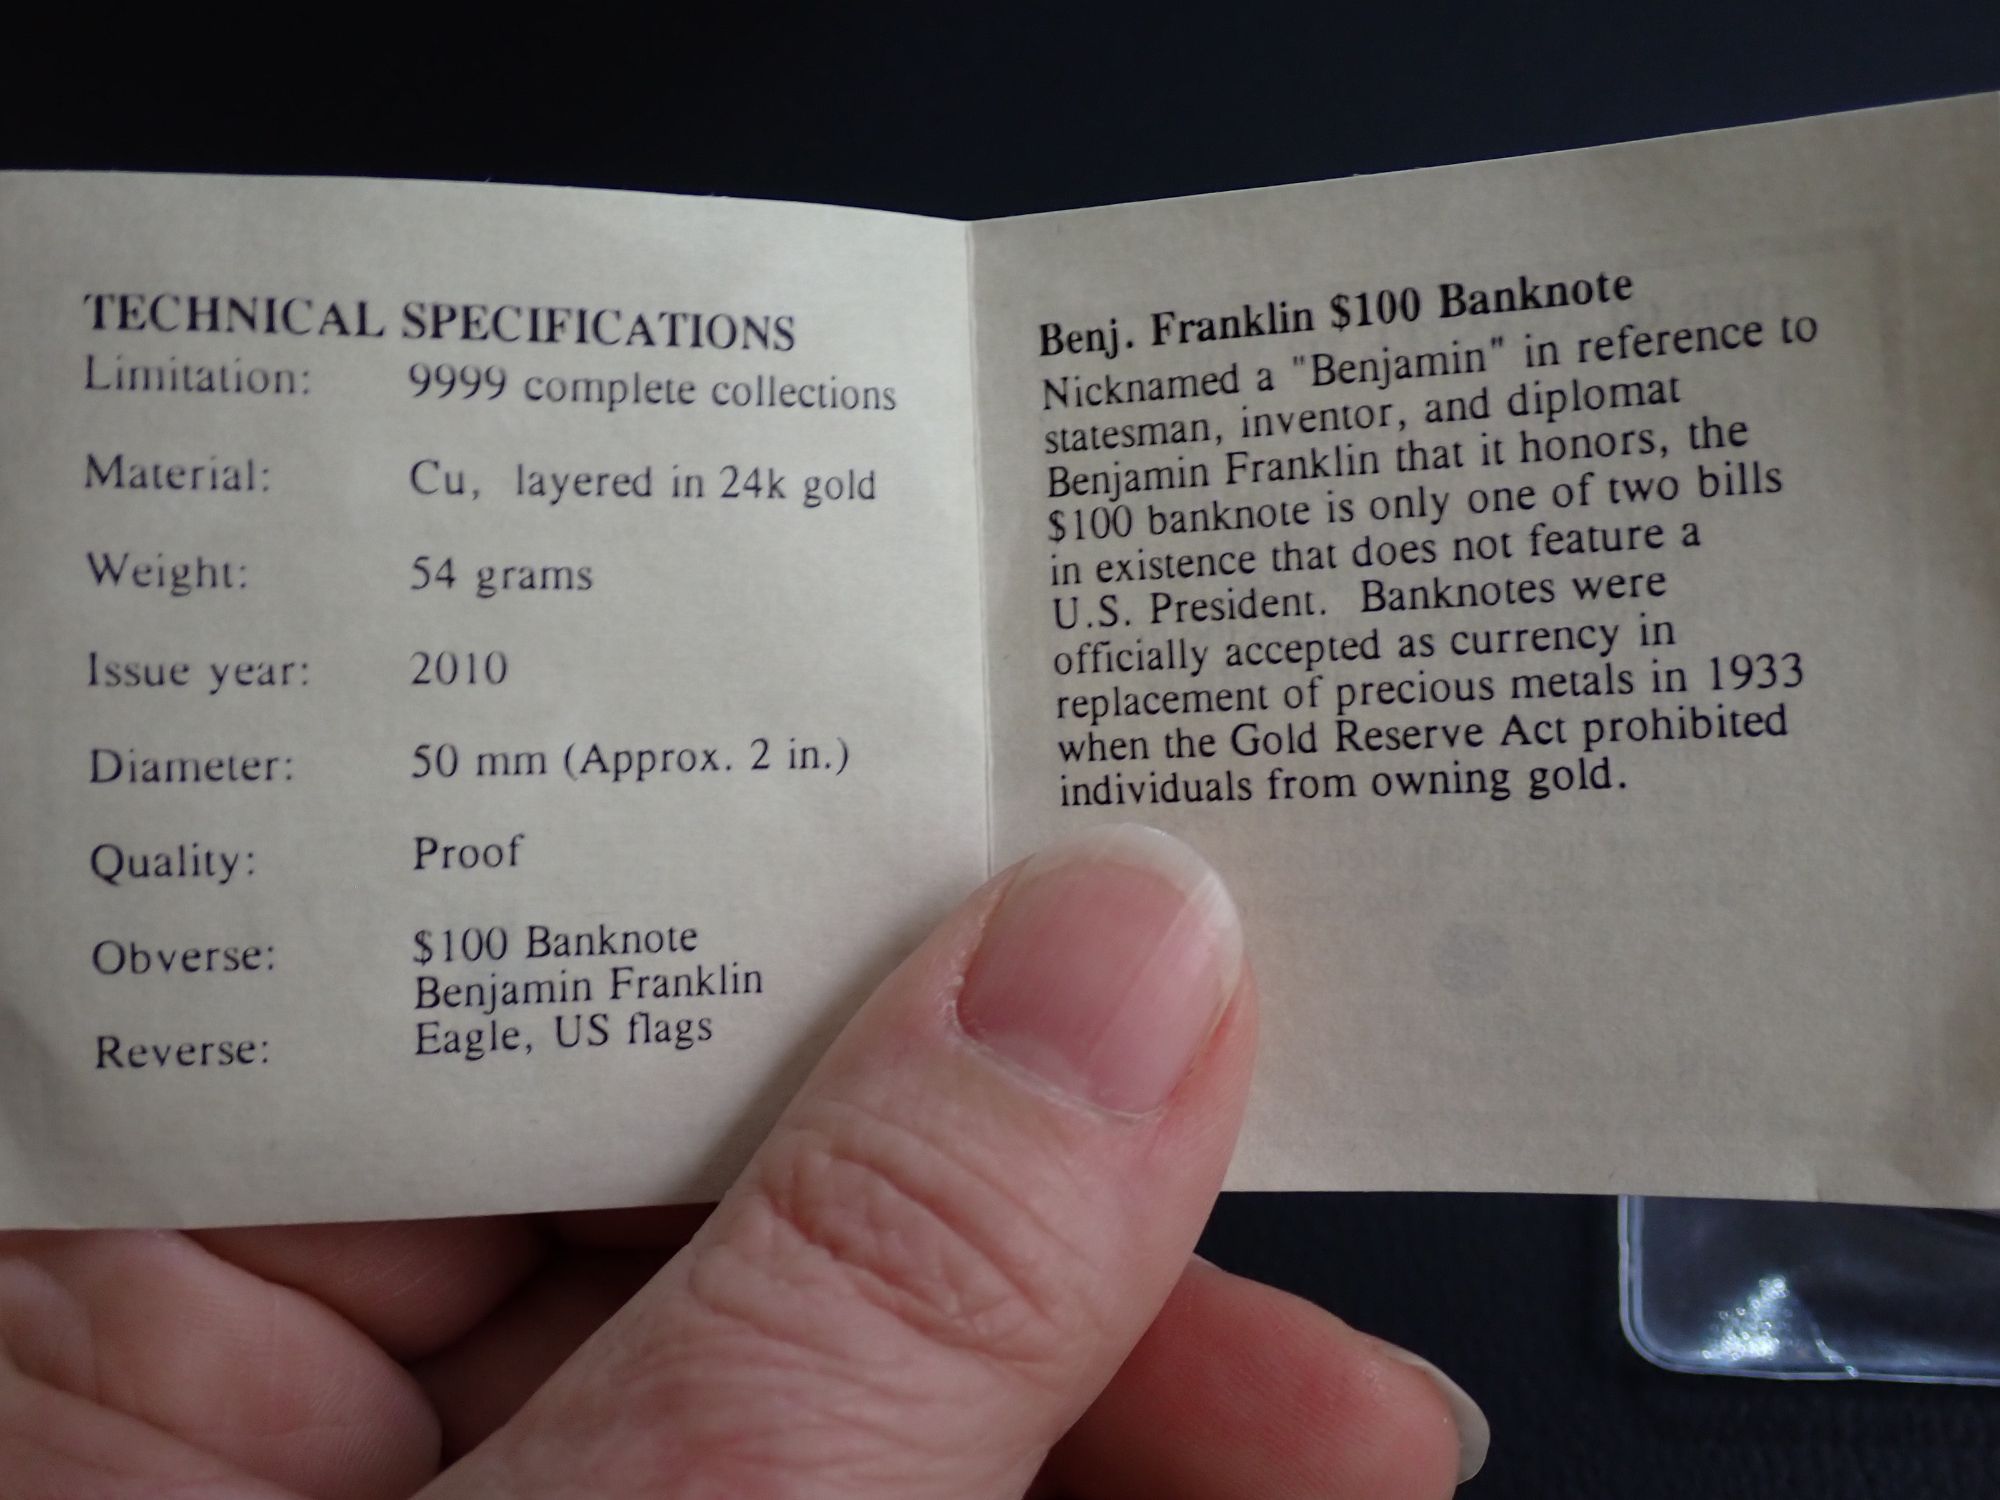 TECHNICAL SPECIFICATIONS
Limitation: 9999 complete collections
Material: Cu, layered in 24k gold
Weight: 54 grams
Issue year: 2010
Diameter: 50 mm (Approx. 2 in.)
Quality: Proof
Obverse: $100 Banknote
Benjamin Franklin
Reverse: Eagle, US flags
Benj. Franklin $100 Banknote
Nicknamed a "Benjamin" in reference to
statesman, inventor, and diplomat
Benjamin Franklin that it honors, the
$100 banknote is only one of two bills
in existence that does not feature a
U.S. President. Banknotes were
officially accepted as currency in
replacement of precious metals in 1933
when the Gold Reserve Act prohibited
individuals from owning gold.